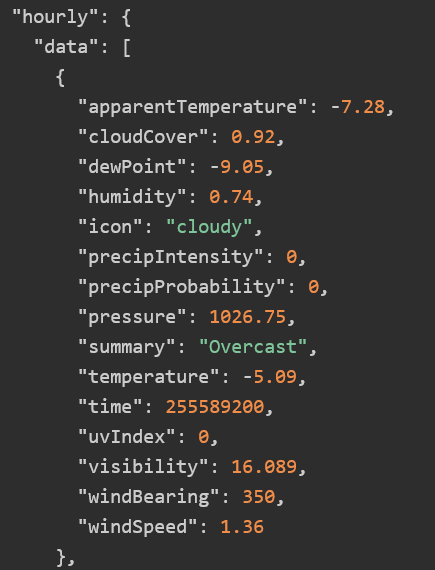 "hourly": {
"data": [
{
"apparentTemperature": -7.28,
"cloudCover": 0.92,
"dewPoint": -9.05,
"humidity": 0.74,
"icon": "cloudy",
"precipIntensity": 0,
"precipProbability": 0,
"pressure": 1026.75,
"summary": "Overcast",
"temperature": -5.09,
"time": 255589200,
"uvIndex": 0,
"visibility": 16.089,
"windBearing": 350,
"windSpeed": 1.36
},